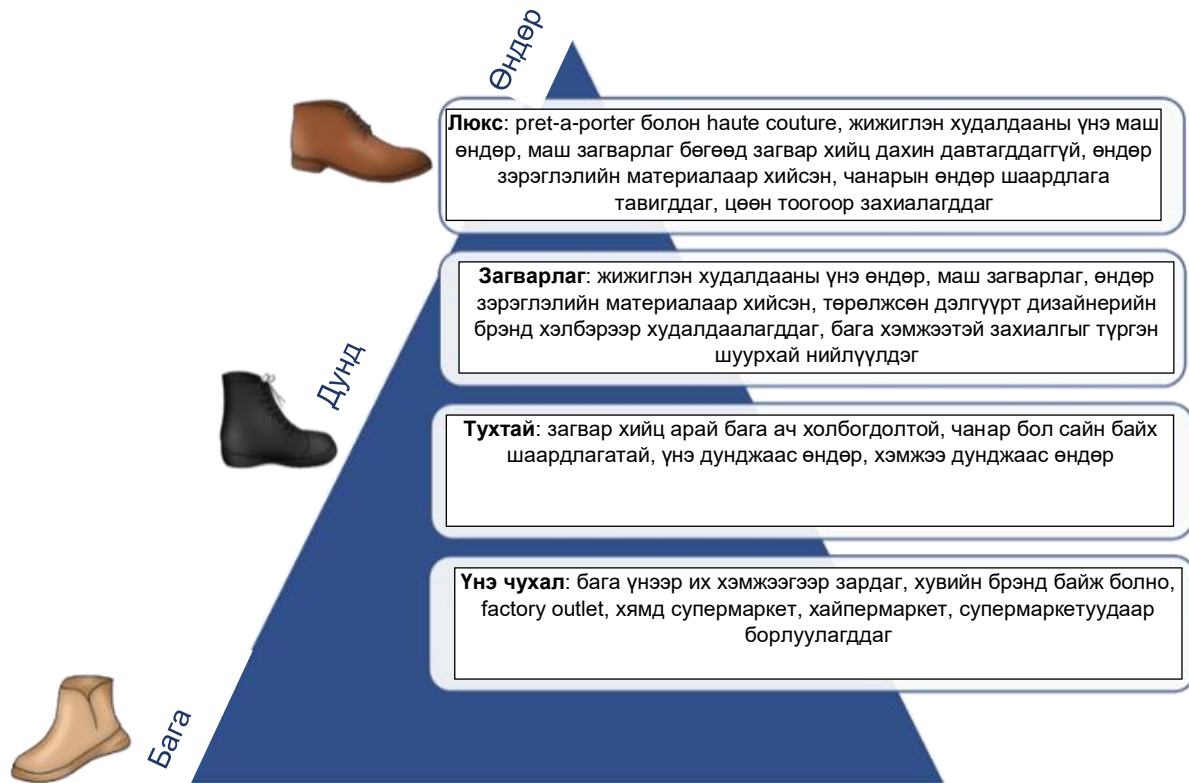 Өндөр
Люкс: pret-a-porter болон haute couture, жижиглэн худалдааны үнэ маш
өндөр, маш загварлаг бөгөөд загвар хийц дахин давтагддаггүй, өндөр
зэрэглэлийн материалаар хийсэн, чанарын өндөр шаардлага
тавигддаг, цөөн тоогоор захиалагддаг
Загварлаг: жижиглэн худалдааны үнэ өндөр, маш загварлаг, өндөр
зэрэглэлийн материалаар хийсэн, төрөлжсөн дэлгүүрт дизайнерийн
брэнд хэлбэрээр худалдаалагддаг, бага хэмжээтэй захиалгыг түргэн
шуурхай нийлүүлдэг
Дунд
Тухтай: загвар хийц арай бага ач холбогдолтой, чанар бол сайн байх
шаардлагатай, үнэ дунджаас өндөр, хэмжээ дунджаас өндөр
Үнэ чухал: бага үнээр их хэмжээгээр зардаг, хувийн брэнд байж болно,
factory outlet, хямд супермаркет, хайпермаркет, супермаркетуудаар
борлуулагддаг
Бага